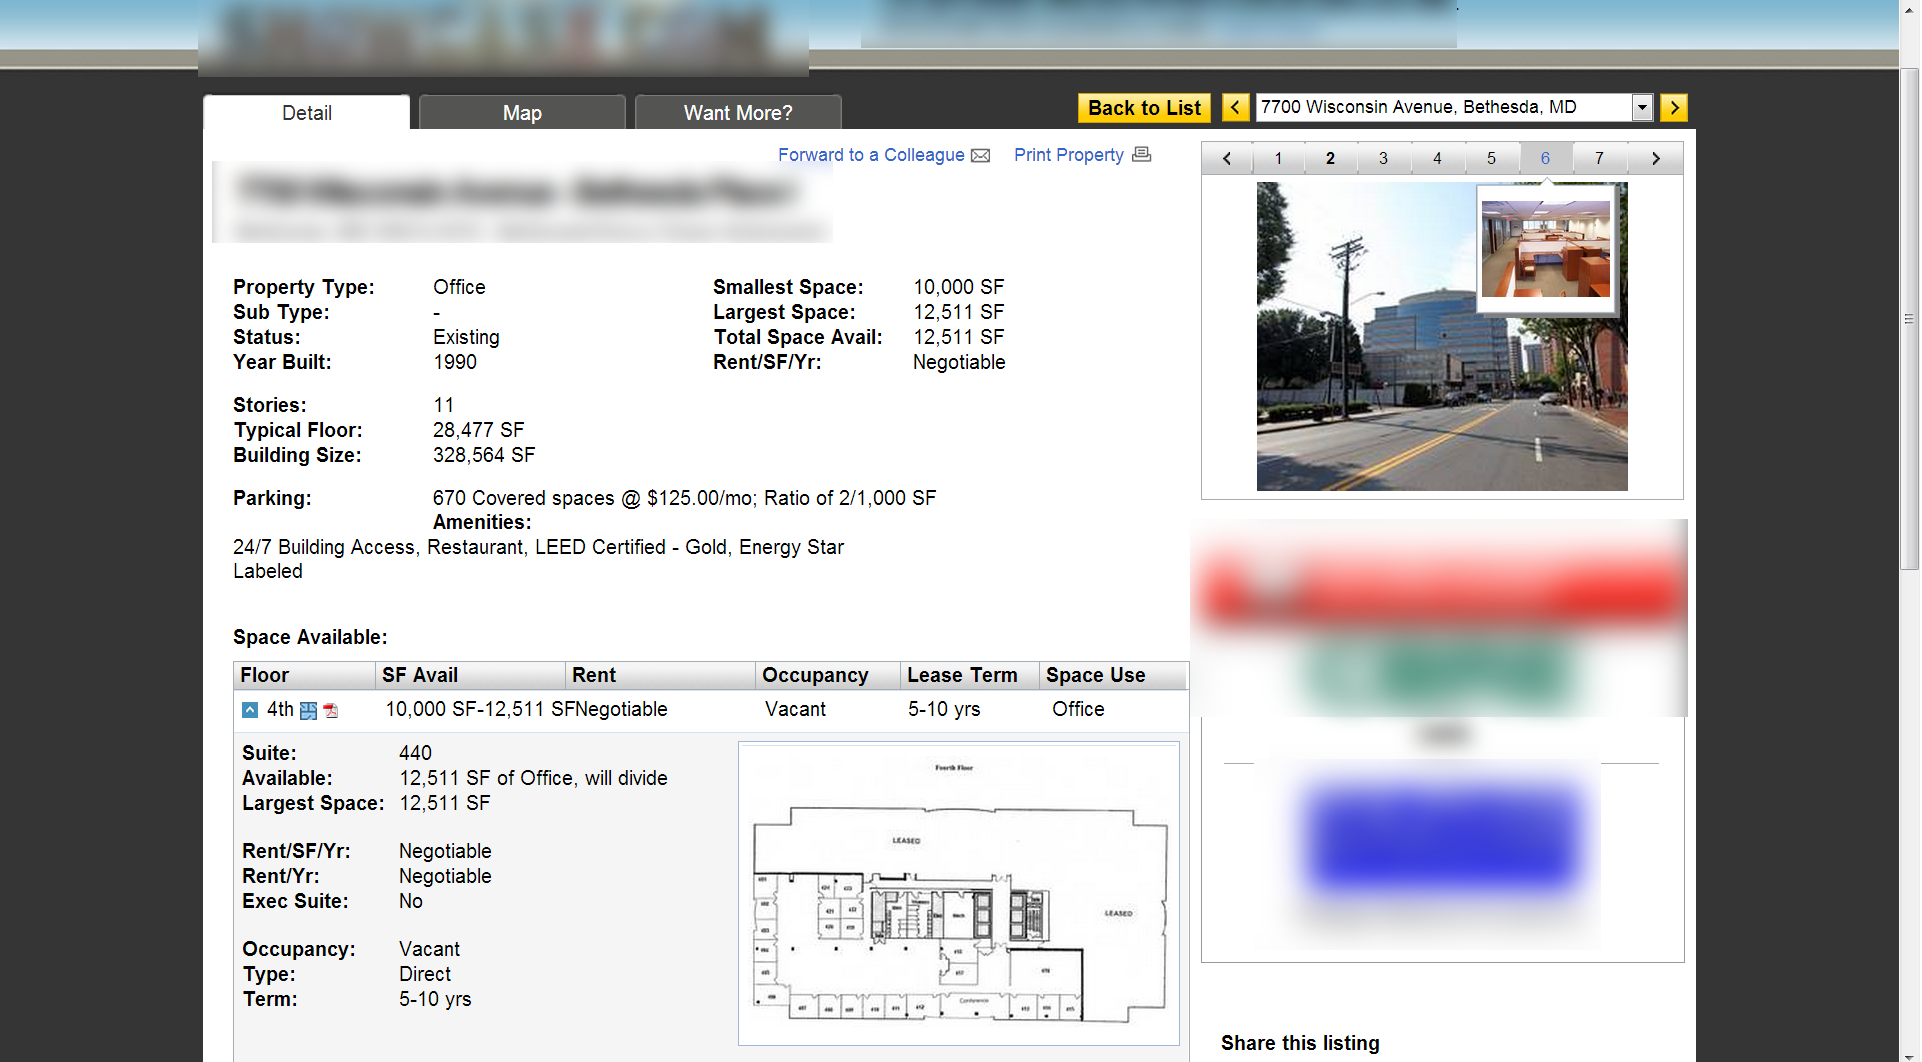 Detail
Map
Want More?
Back to List
7700 Wisconsin Avenue, Bethesda, MD
Forward to a Colleague
Print Property
1 2 3 4 5 6 7
Property Type: Office
Sub Type: -
Status: Existing
Year Built: 1990
Smallest Space: 10,000 SF
Largest Space: 12,511 SF
Total Space Avail: 12,511 SF
Rent/SF/Yr: Negotiable
Stories: 11
Typical Floor: 28,477 SF
Building Size: 328,564 SF
Parking: 670 Covered spaces @ $125.00/mo; Ratio of 2/1,000 SF
Amenities:
24/7 Building Access, Restaurant, LEED Certified - Gold, Energy Star
Labeled
Space Available:
Floor SF Avail Rent Occupancy Lease Term Space Use
4th 10,000 SF-12,511 SF Negotiable Vacant 5-10 yrs Office
Suite: 440
Available: 12,511 SF of Office, will divide
Largest Space: 12,511 SF
Rent/SF/Yr: Negotiable
Rent/Yr: Negotiable
Exec Suite: No
Occupancy: Vacant
Type: Direct
Term: 5-10 yrs
Fourth Floor
LEASED
LEASED
Conference
Share this listing